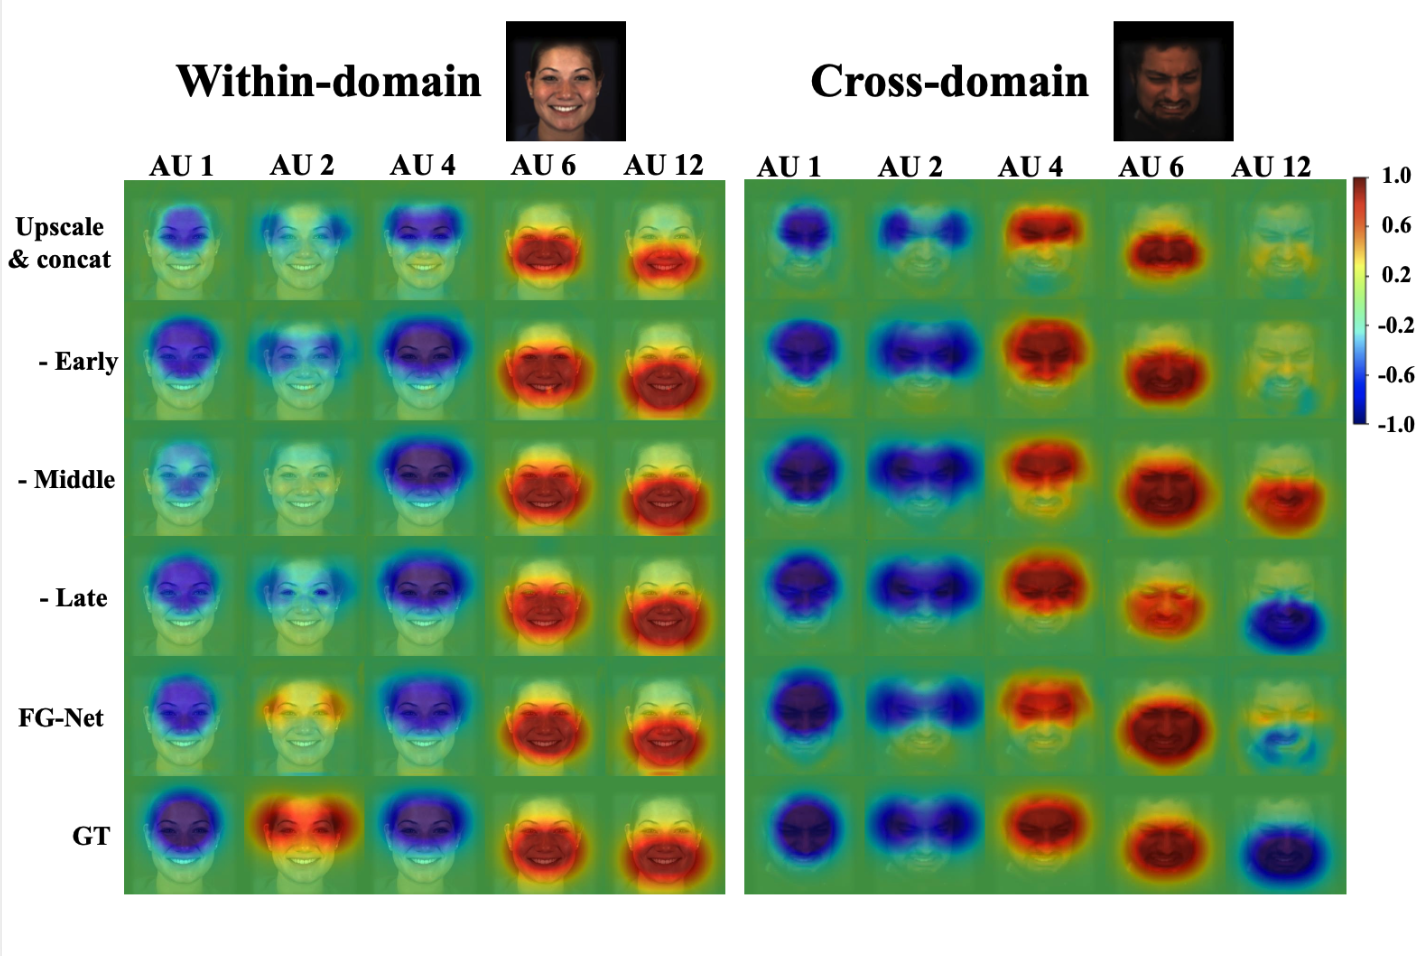 Within-domain
Cross-domain
AU 1 AU 2 AU 4 AU 6 AU 12
AU 1 AU 2 AU 4 AU 6 AU 12
Upscale
& concat
- Early
- Middle
- Late
FG-Net
GT
1.0
0.6
0.2
-0.2
-0.6
-1.0